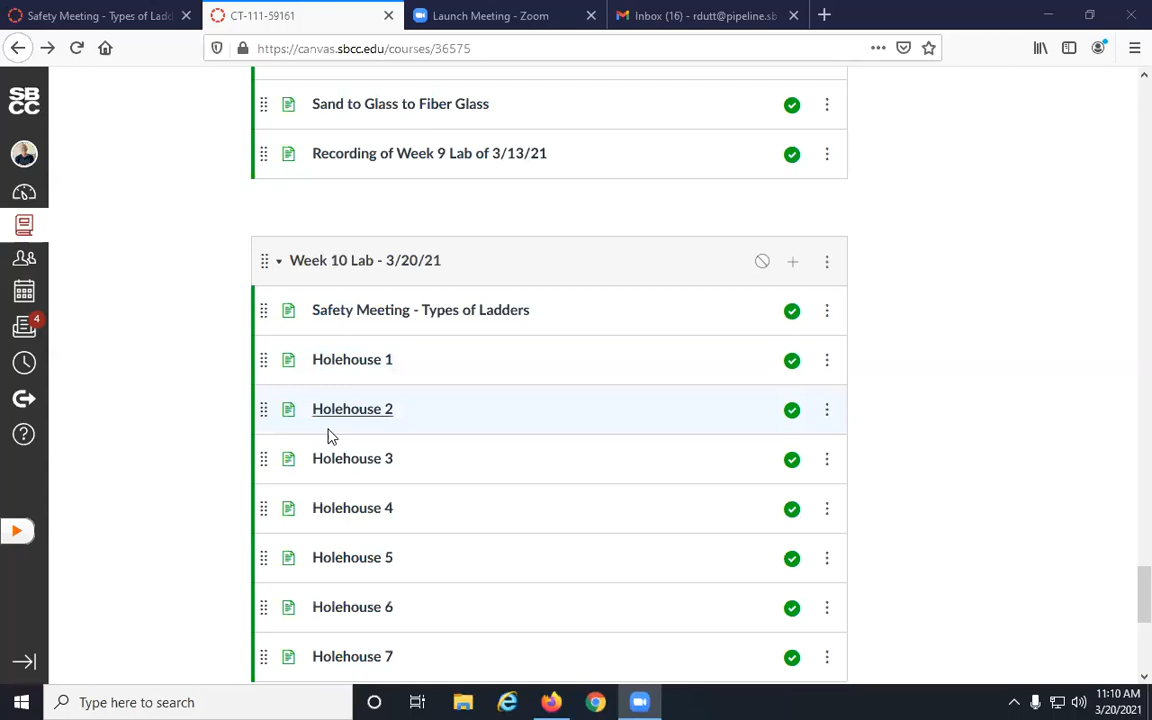 Safety Meeting - Types of Ladd
CT-111-59161
Launch Meeting - Zoom
Inbox (16) - rdutt@pipeline.sb
https://canvas.sbcc.edu/courses/36575
SB
CC
Sand to Glass to Fiber Glass
Recording of Week 9 Lab of 3/13/21
Week 10 Lab - 3/20/21
Safety Meeting - Types of Ladders
Holehouse 1
Holehouse 2
4
Holehouse 3
Holehouse 4
Holehouse 5
Holehouse 6
Holehouse 7
Type here to search
11:10 AM
3/20/2021